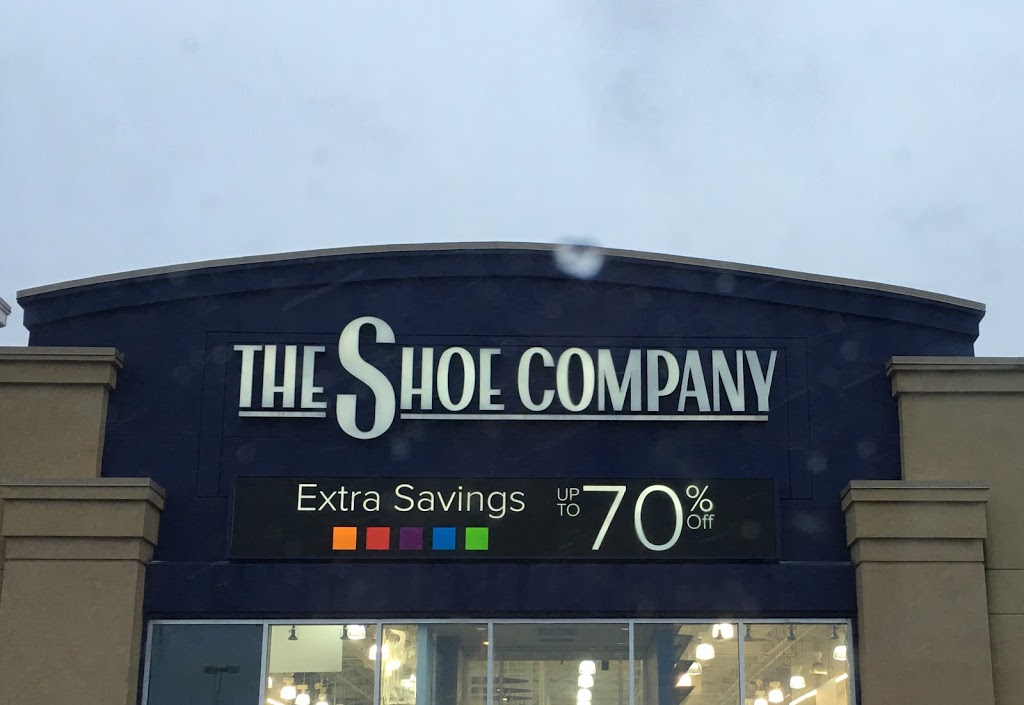 THE SHOE COMPANY
Extra Savings UP TO 70% Off